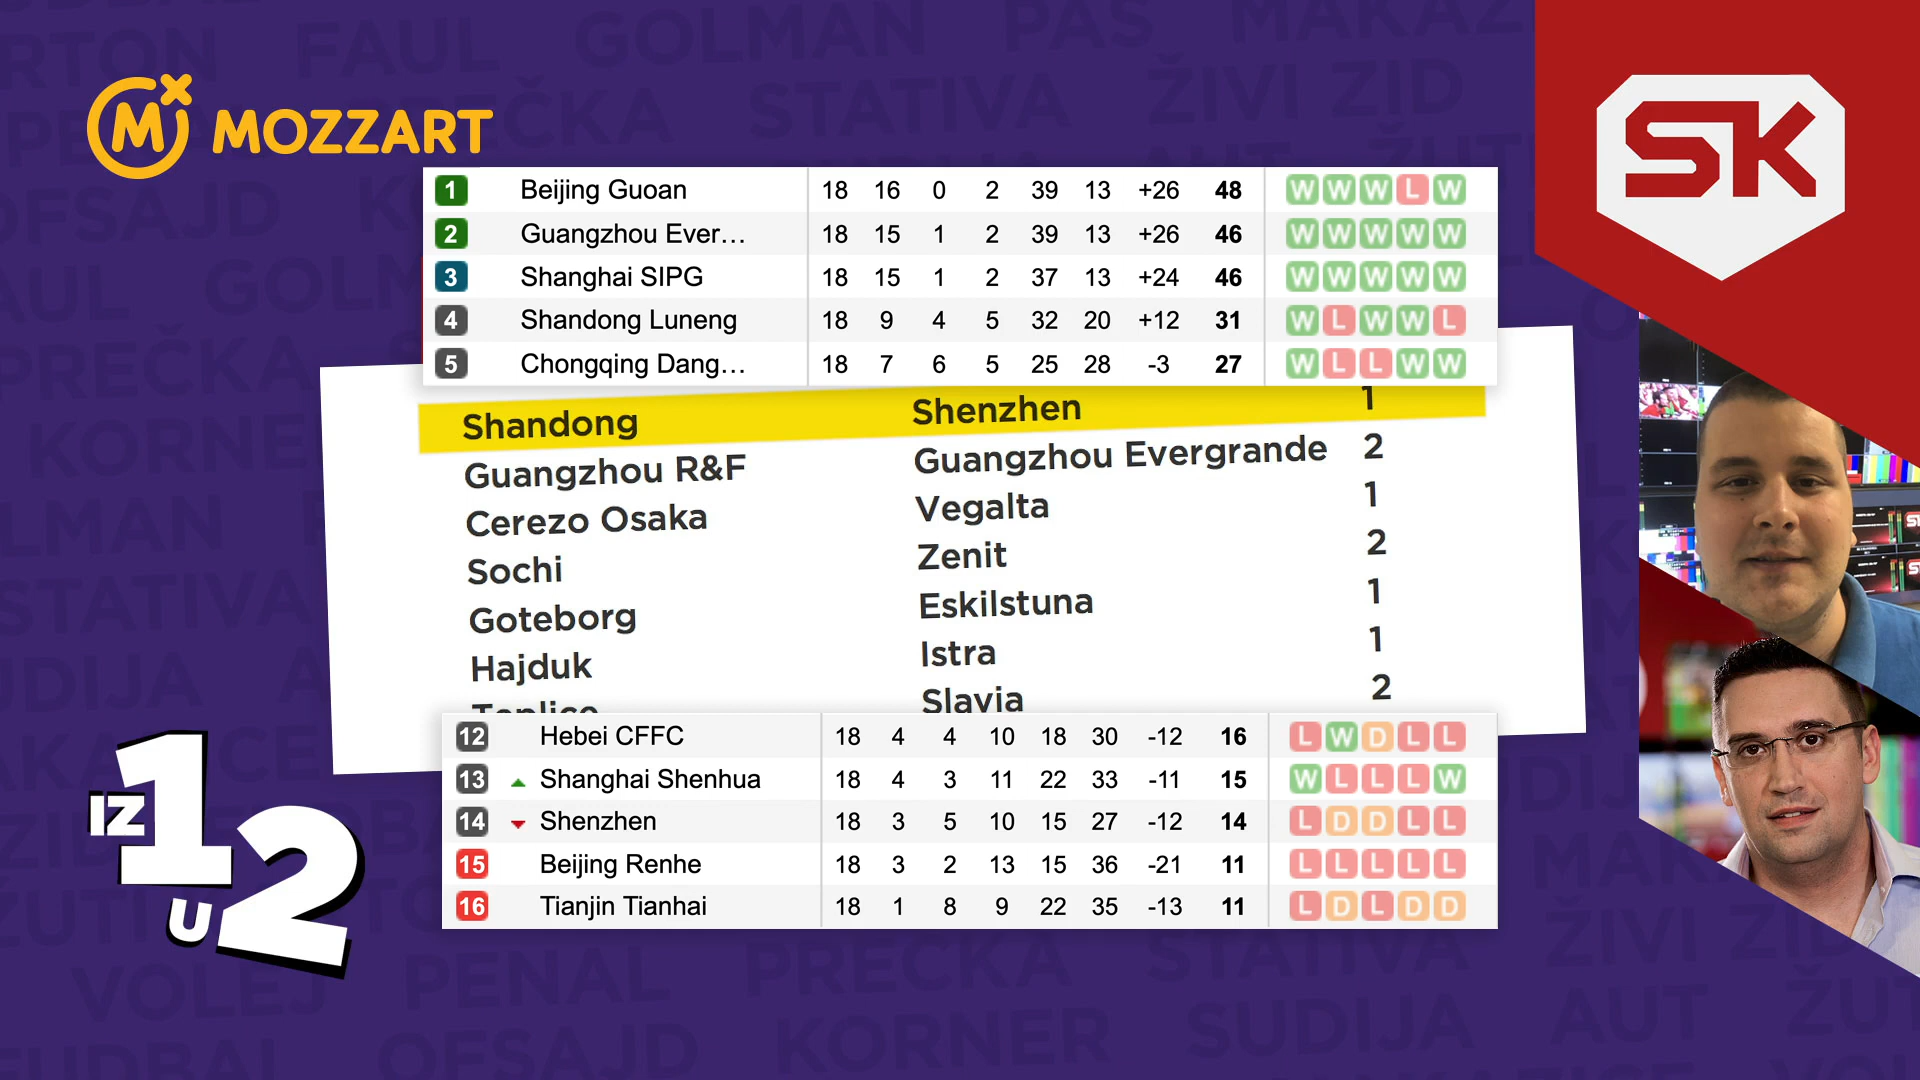 MOZZART
SK
1 Beijing Guoan 18 16 0 2 39 13 +26 48 W W W L W
2 Guangzhou Ever... 18 15 1 2 39 13 +26 46 W W W W W
3 Shanghai SIPG 18 15 1 2 37 13 +24 46 W W W W W
4 Shandong Luneng 18 9 4 5 32 20 +12 31 W L W W L
5 Chongqing Dang... 18 7 6 5 25 28 -3 27 W L L W W
Shandong Shenzhen 1
Guangzhou R&F Guangzhou Evergrande 2
Cerezo Osaka Vegalta 1
Sochi Zenit 2
Goteborg Eskilstuna 1
Hajduk Istra 1
Teplice Slavia 2
12 Hebei CFFC 18 4 4 10 18 30 -12 16 L W D L L
13 Shanghai Shenhua 18 4 3 11 22 33 -11 15 W L L L W
14 Shenzhen 18 3 5 10 15 27 -12 14 L D D L L
15 Beijing Renhe 18 3 2 13 15 36 -21 11 L L L L L
16 Tianjin Tianhai 18 1 8 9 22 35 -13 11 L D L D D
IZ 1 U 2